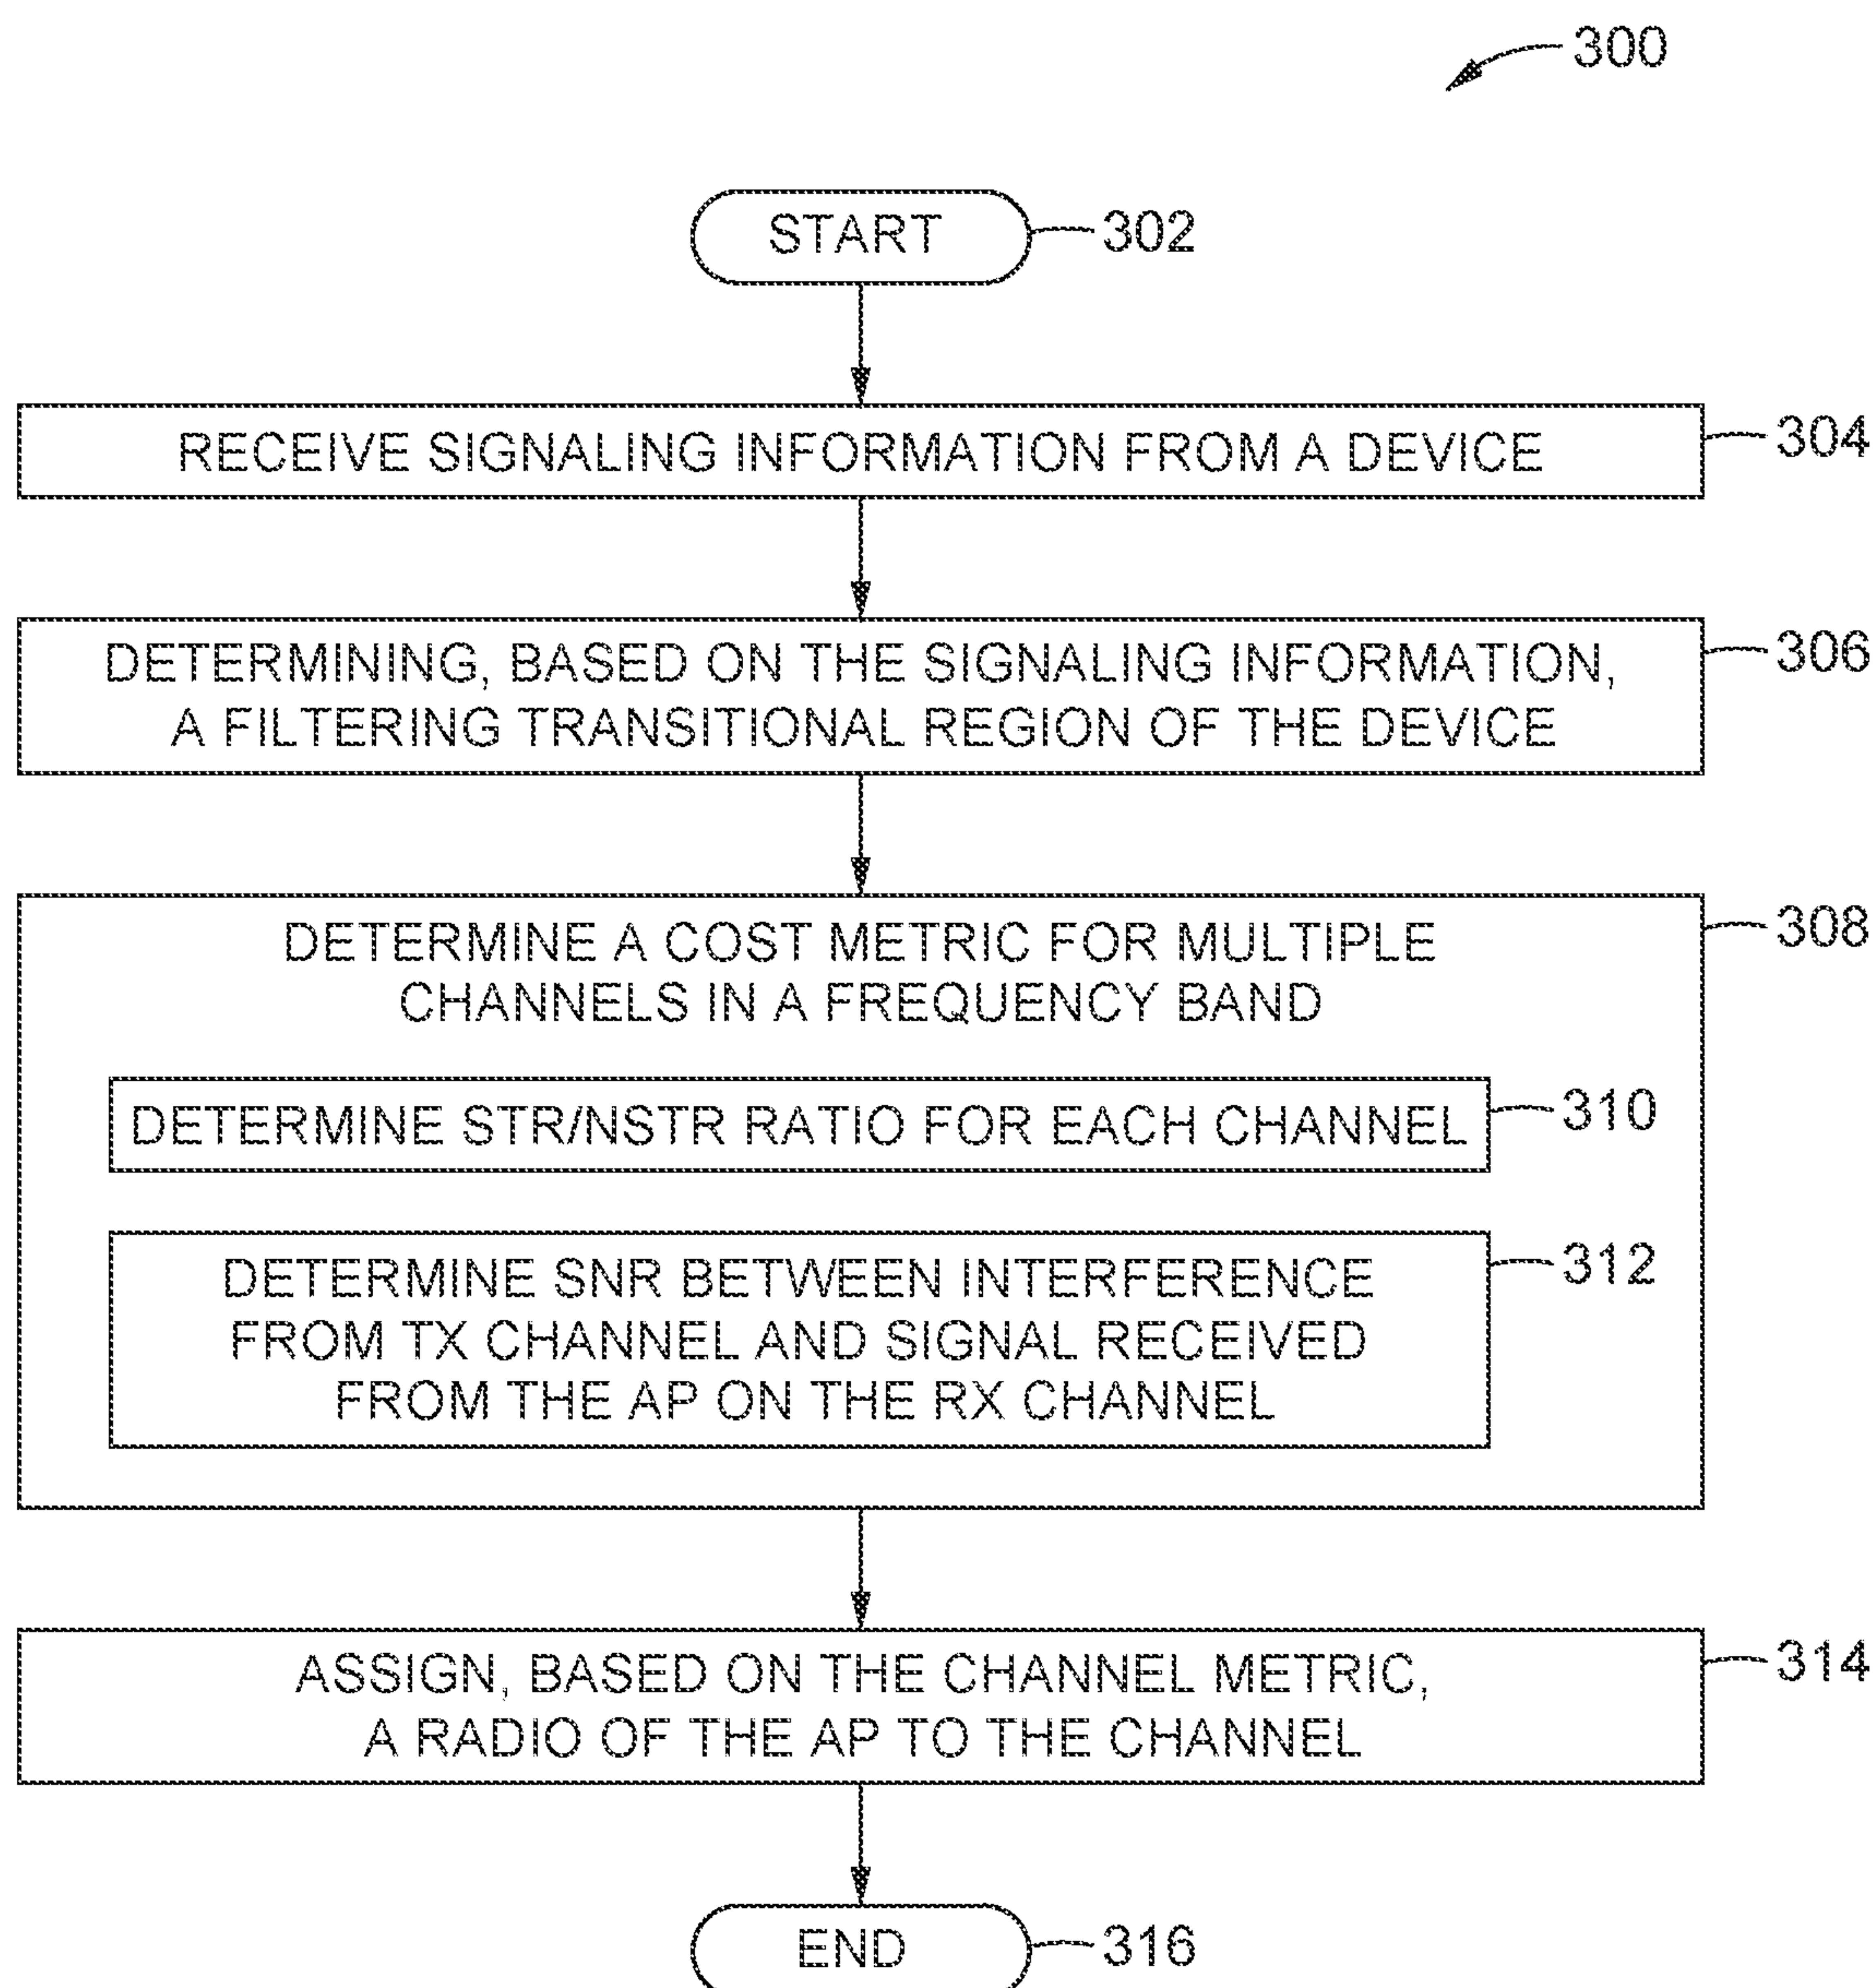 300
START
302
RECEIVE SIGNALING INFORMATION FROM A DEVICE
304
DETERMINING, BASED ON THE SIGNALING INFORMATION,
A FILTERING TRANSITIONAL REGION OF THE DEVICE
306
DETERMINE A COST METRIC FOR MULTIPLE
CHANNELS IN A FREQUENCY BAND
308
DETERMINE STR/NSTR RATIO FOR EACH CHANNEL
310
DETERMINE SNR BETWEEN INTERFERENCE
FROM TX CHANNEL AND SIGNAL RECEIVED
FROM THE AP ON THE RX CHANNEL
312
ASSIGN, BASED ON THE CHANNEL METRIC,
A RADIO OF THE AP TO THE CHANNEL
314
END
316